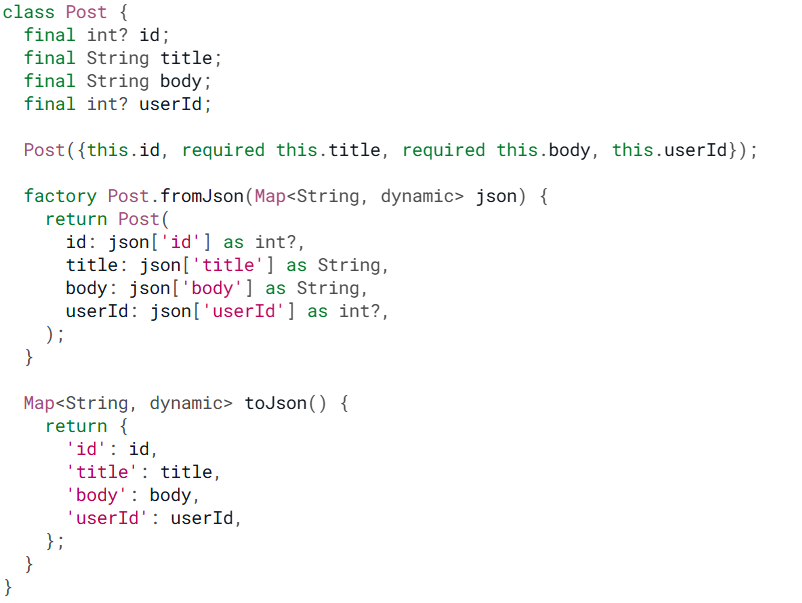 class Post {
  final int? id;
  final String title;
  final String body;
  final int? userId;

  Post({this.id, required this.title, required this.body, this.userId});

  factory Post.fromJson(Map<String, dynamic> json) {
    return Post(
      id: json['id'] as int?,
      title: json['title'] as String,
      body: json['body'] as String,
      userId: json['userId'] as int?,
    );
  }

  Map<String, dynamic> toJson() {
    return {
      'id': id,
      'title': title,
      'body': body,
      'userId': userId,
    };
  }
}